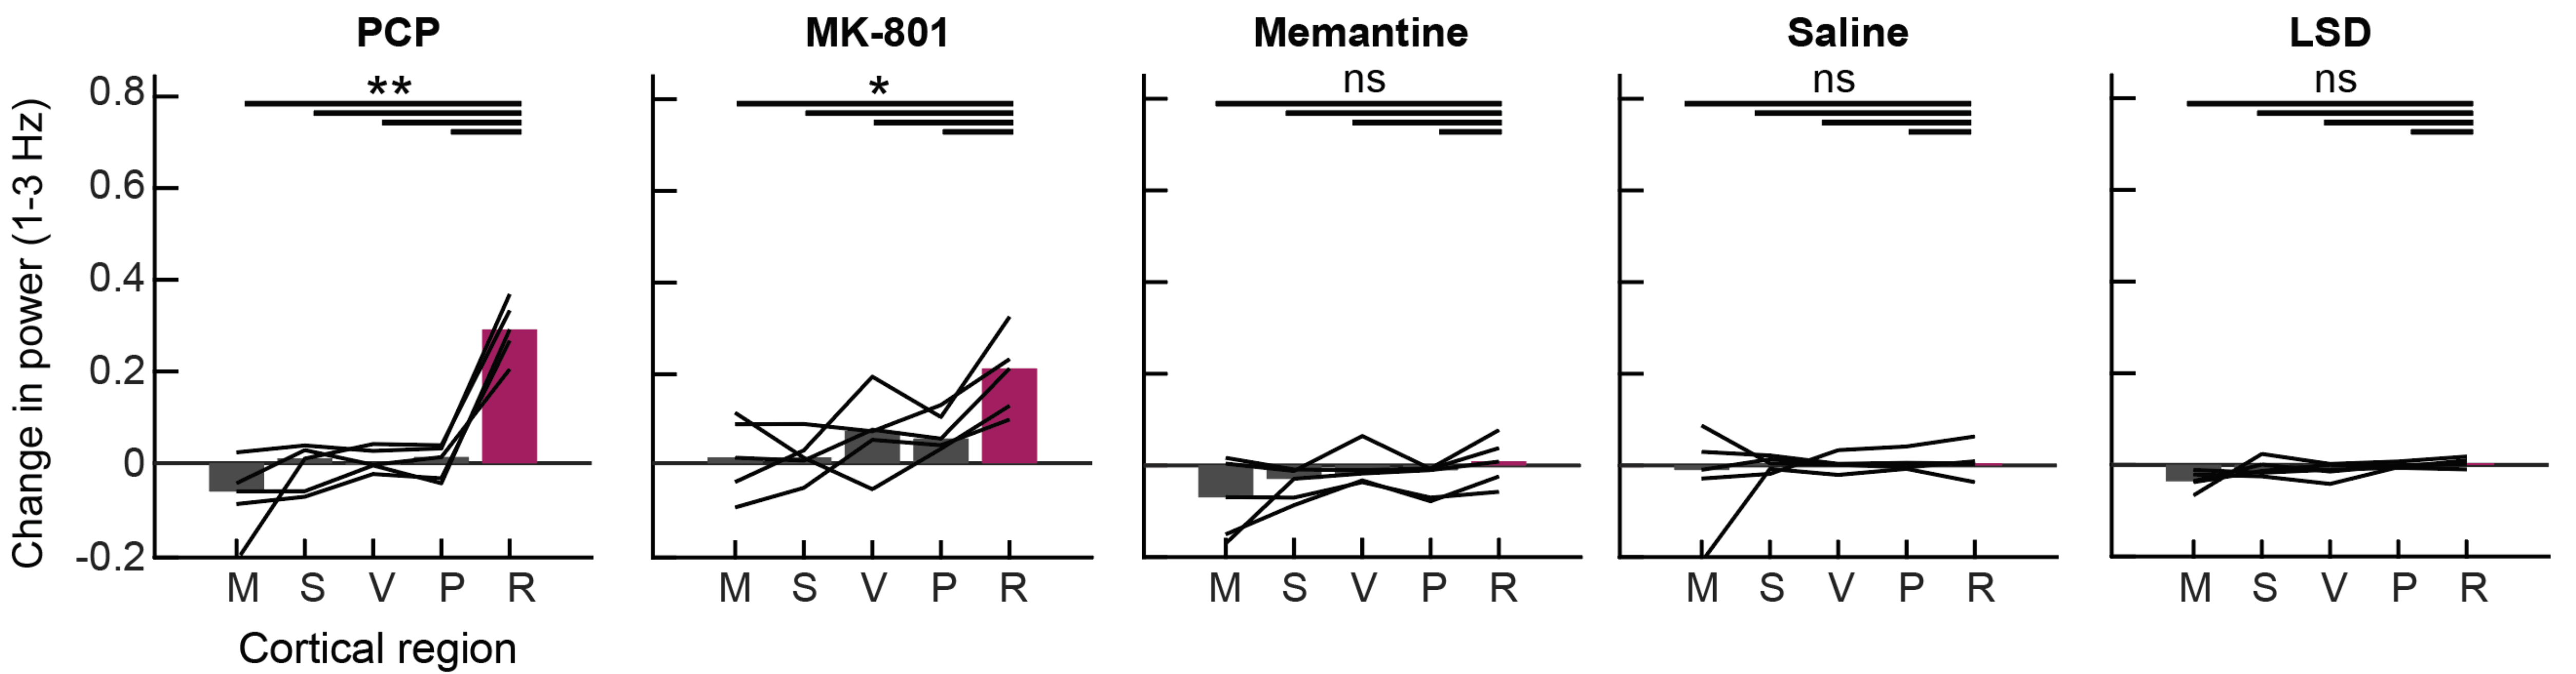 PCP MK-801 Memantine Saline LSD
** * ns ns ns
Change in power (1-3 Hz)
0.8
0.6
0.4
0.2
0
-0.2
M S V P R M S V P R M S V P R M S V P R M S V P R
Cortical region